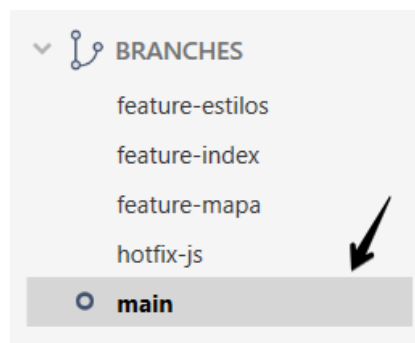 BRANCHES
feature-estilos
feature-index
feature-mapa
hotfix-js
main